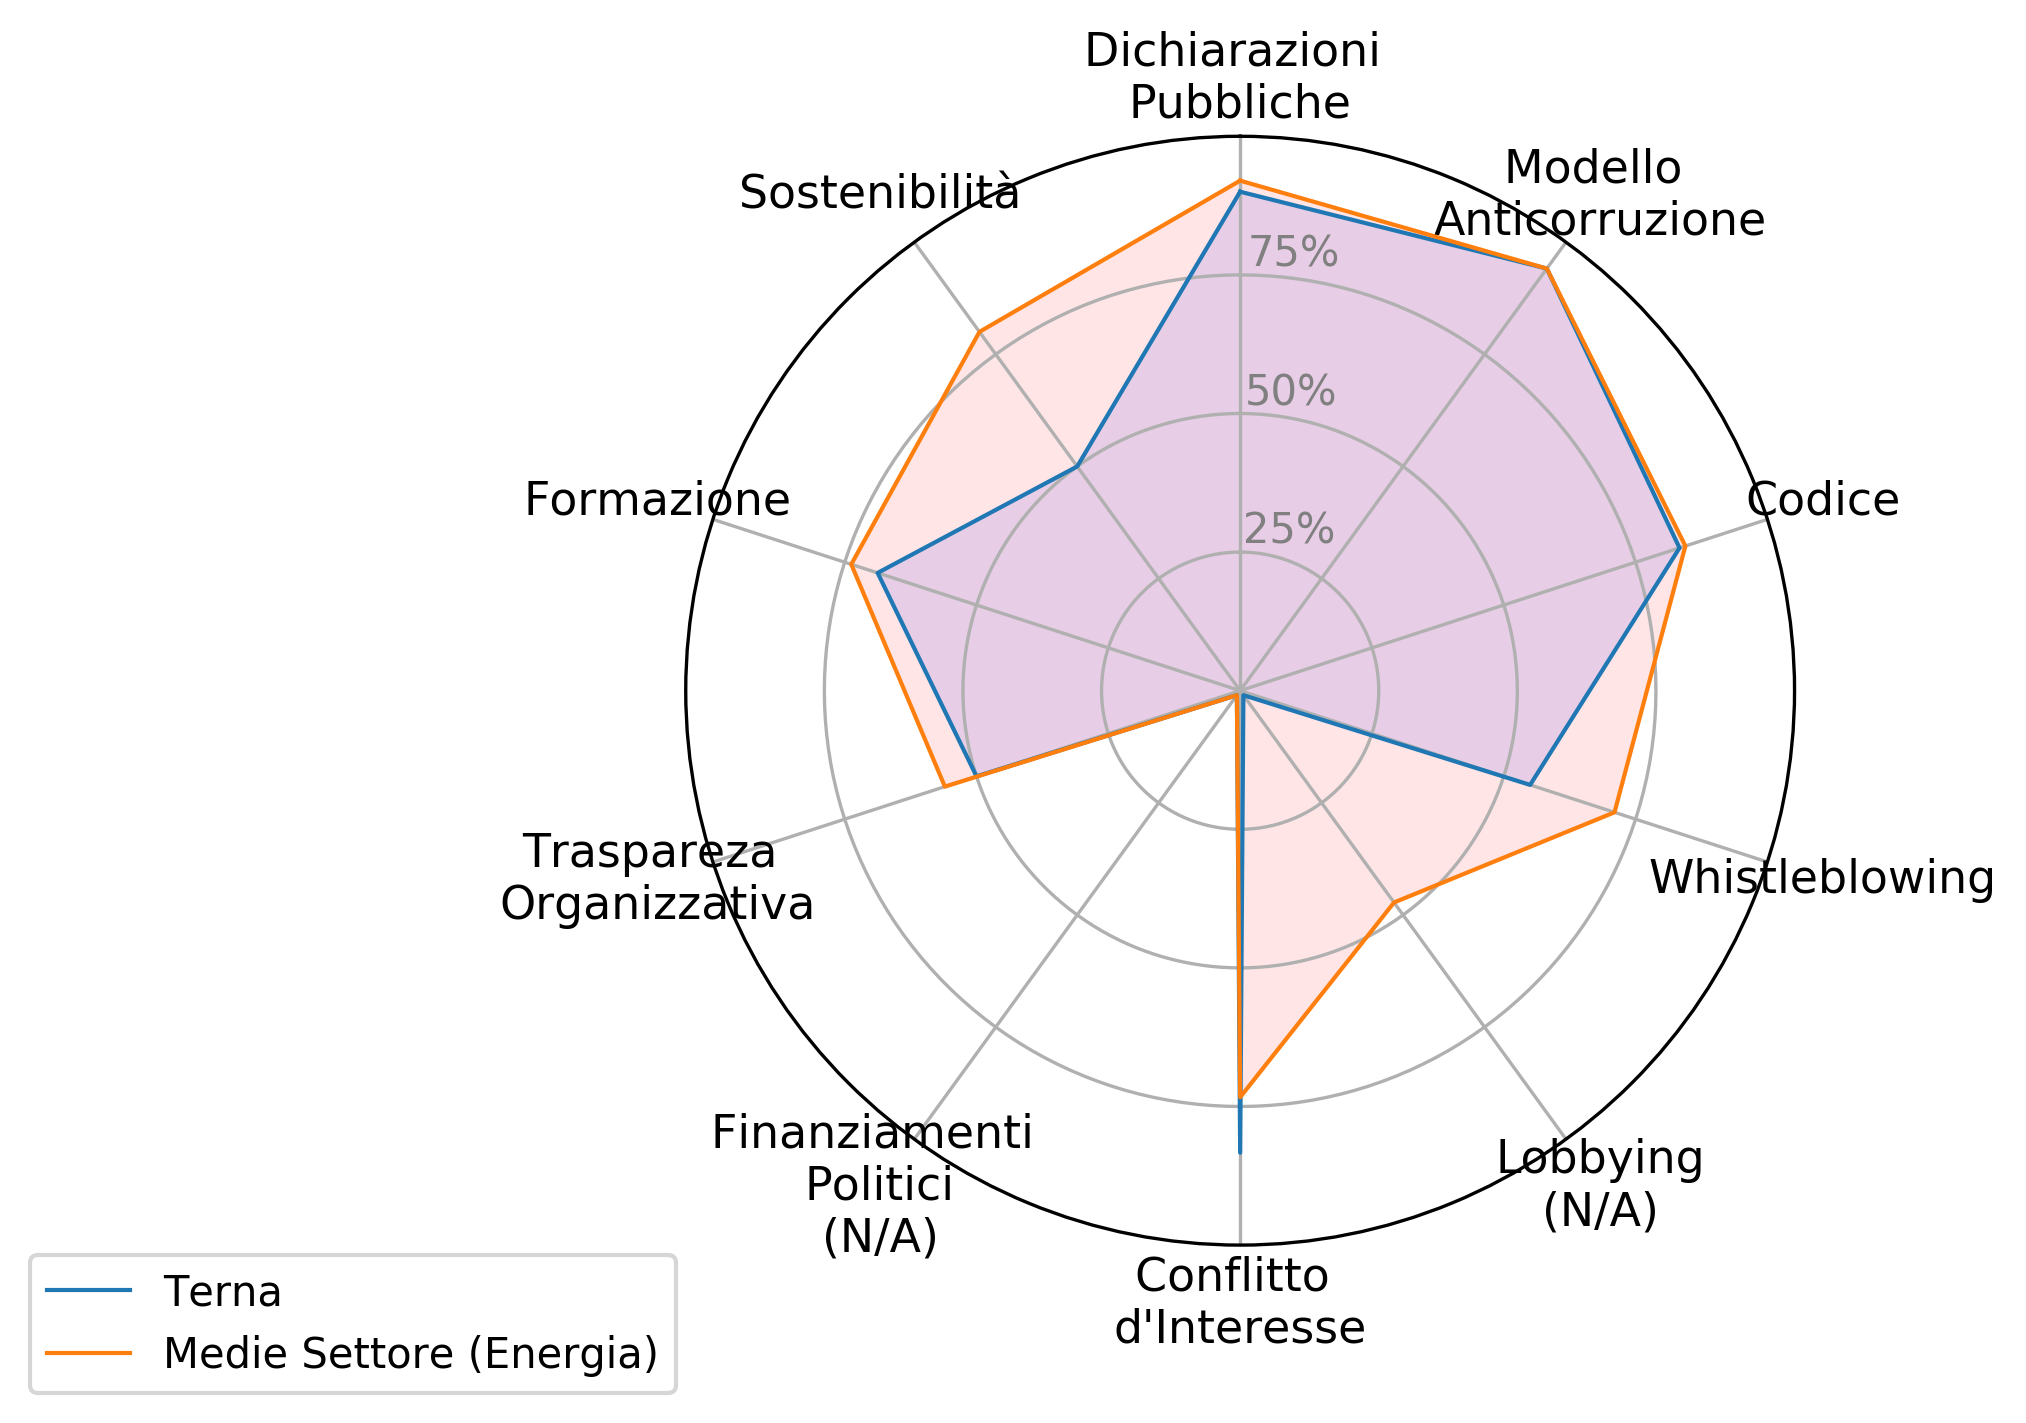 Dichiarazioni
Pubbliche
Modello
Anticorruzione
Sostenibilità
75%
50%
25%
Formazione
Codice
Traspareza
Organizzativa
Whistleblowing
Finanziamenti
Politici
(N/A)
Lobbying
(N/A)
Conflitto
d'Interesse
Terna
Medie Settore (Energia)